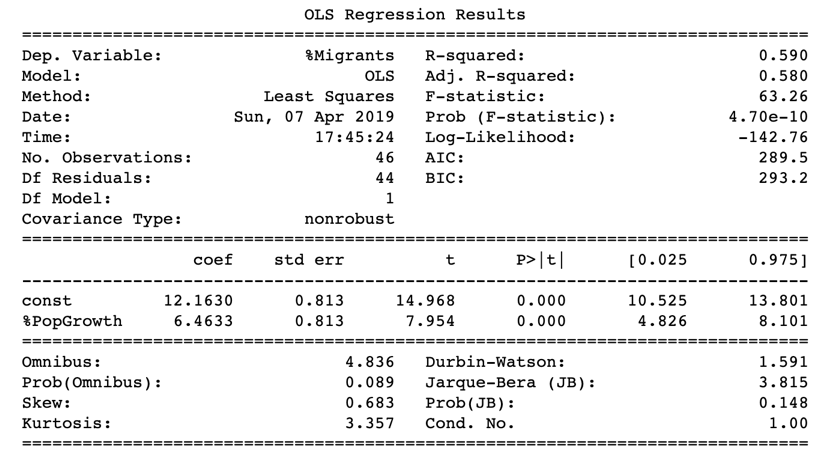 OLS Regression Results
==============================================================================
Dep. Variable: %Migrants R-squared: 0.590
Model: OLS Adj. R-squared: 0.580
Method: Least Squares F-statistic: 63.26
Date: Sun, 07 Apr 2019 Prob (F-statistic): 4.70e-10
Time: 17:45:24 Log-Likelihood: -142.76
No. Observations: 46 AIC: 289.5
Df Residuals: 44 BIC: 293.2
Df Model: 1
Covariance Type: nonrobust
==============================================================================
coef std err t P>|t| [0.025 0.975]
------------------------------------------------------------------------------
const 12.1630 0.813 14.968 0.000 10.525 13.801
%PopGrowth 6.4633 0.813 7.954 0.000 4.826 8.101
==============================================================================
Omnibus: 4.836 Durbin-Watson: 1.591
Prob(Omnibus): 0.089 Jarque-Bera (JB): 3.815
Skew: 0.683 Prob(JB): 0.148
Kurtosis: 3.357 Cond. No. 1.00
==============================================================================